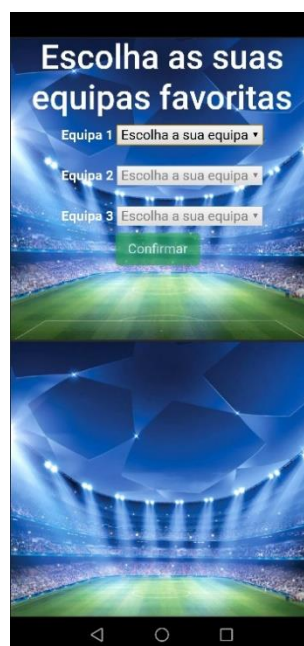 Escolha as suas
equipas favoritas
Equipa 1 Escolha a sua equipa
Equipa 2 Escolha a sua equipa
Equipa 3 Escolha a sua equipa
Confirmar